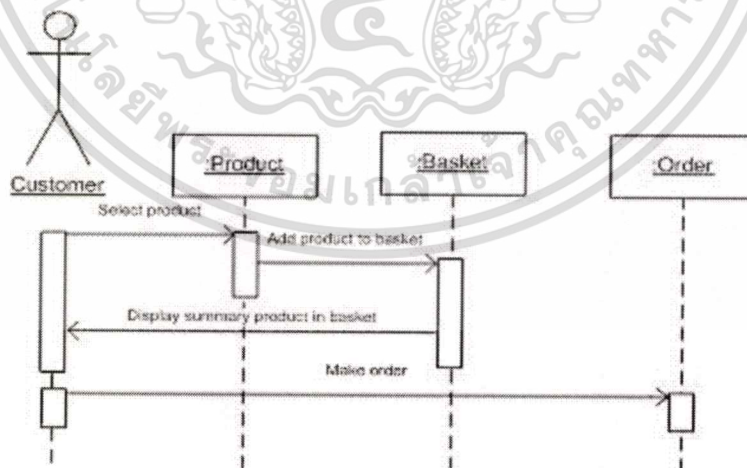 :Product
:Basket
:Order
Customer
Select product
Add product to basket
Display summary product in basket
Make order